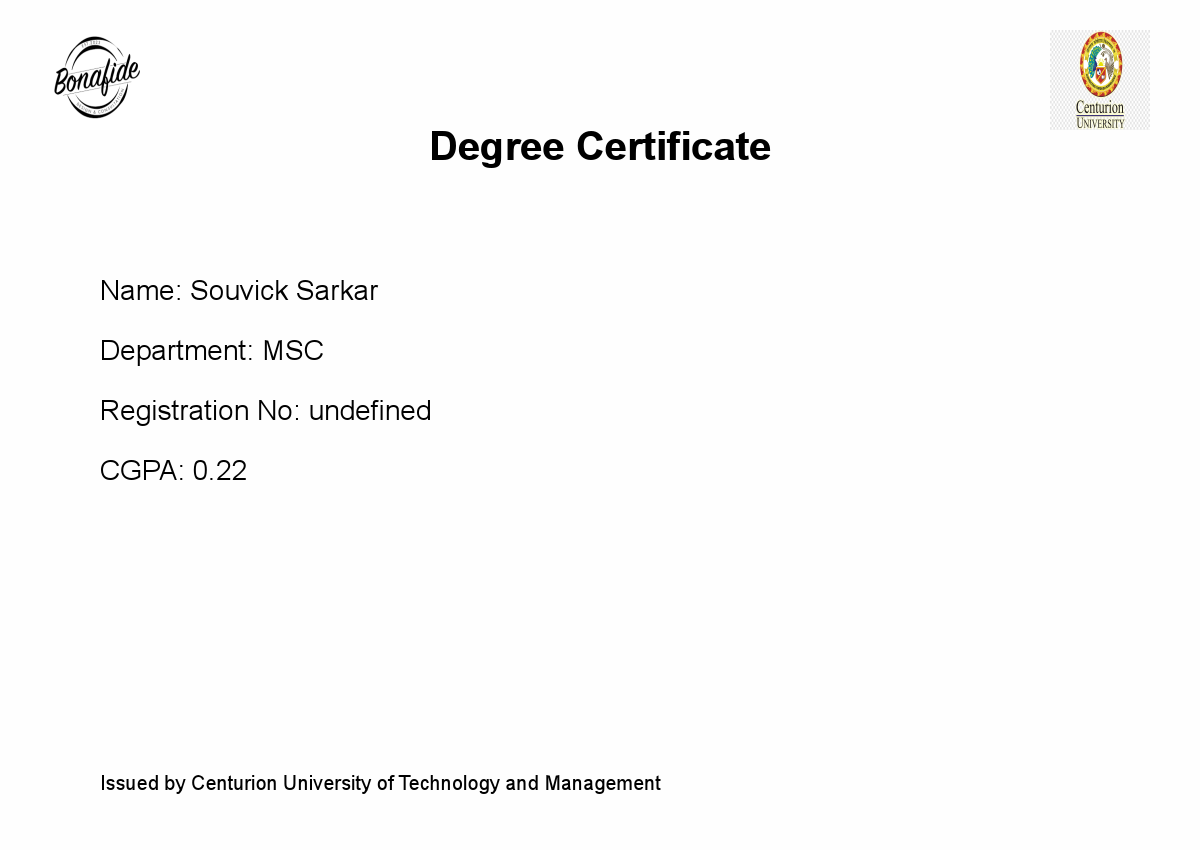 Bonafide
Centurion
UNIVERSITY
Degree Certificate
Name: Souvick Sarkar
Department: MSC
Registration No: undefined
CGPA: 0.22
Issued by Centurion University of Technology and Management